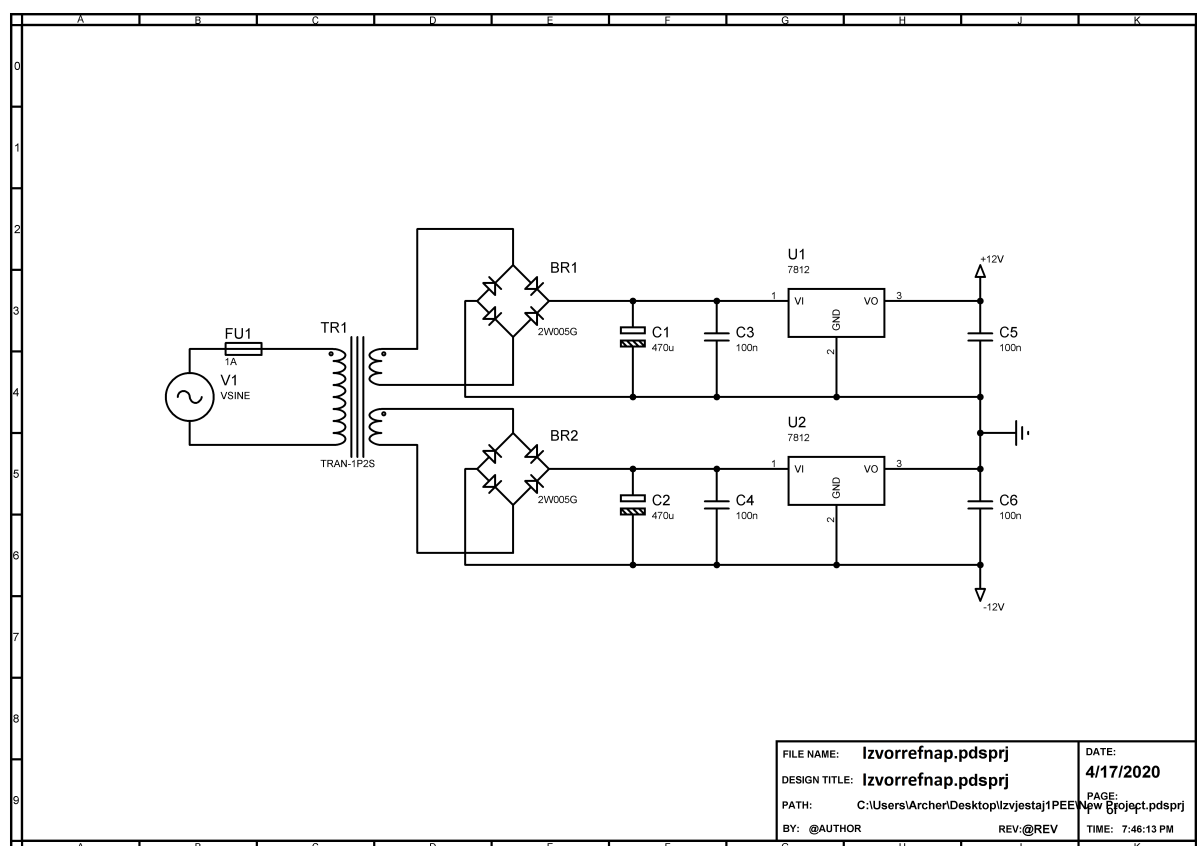 A B C D E F G H J K
0
1
2
3
4
5
6
7
8
9
FU1
1A
V1
VSINE
TR1
TRAN-1P2S
BR1
2W005G
C1
470u
C3
100n
U1
7812
1 VI VO 3
GND
2
+12V
C5
100n
BR2
2W005G
C2
470u
C4
100n
U2
7812
1 VI VO 3
GND
2
C6
100n
-12V
FILE NAME: Izvorrefnap.pdsprj
DESIGN TITLE: Izvorrefnap.pdsprj
PATH: C:\Users\Archer\Desktop\Izvjestaj1PEE\New Project.pdsprj
BY: @AUTHOR REV:@REV
DATE:
4/17/2020
PAGE:
1 of 1
TIME: 7:46:13 PM
A B C D E F G H J K